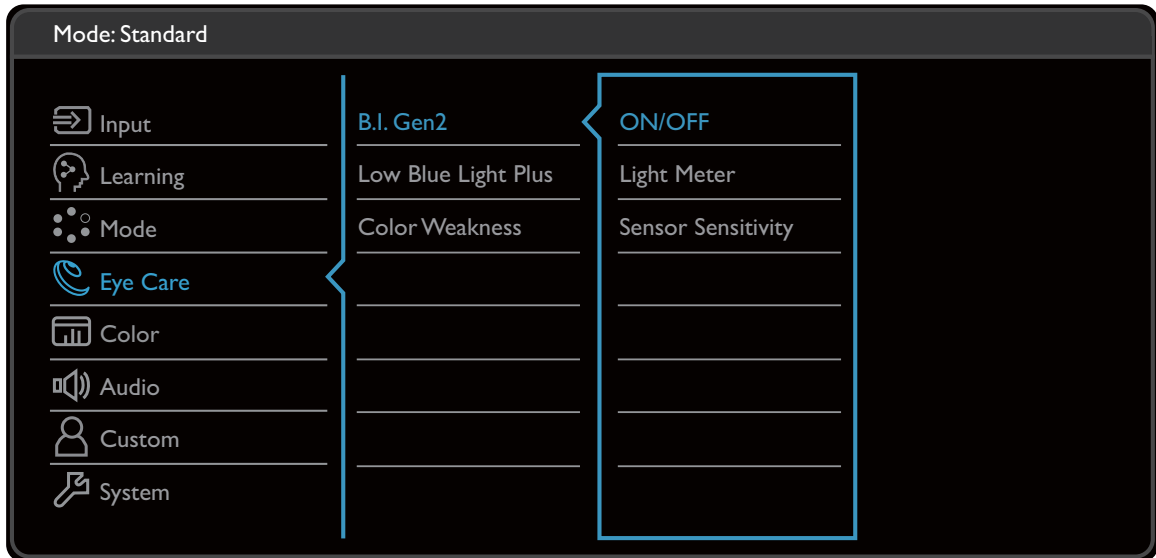 Mode: Standard
Input
Learning
Mode
Eye Care
Color
Audio
Custom
System
B.I. Gen2
Low Blue Light Plus
Color Weakness
ON/OFF
Light Meter
Sensor Sensitivity